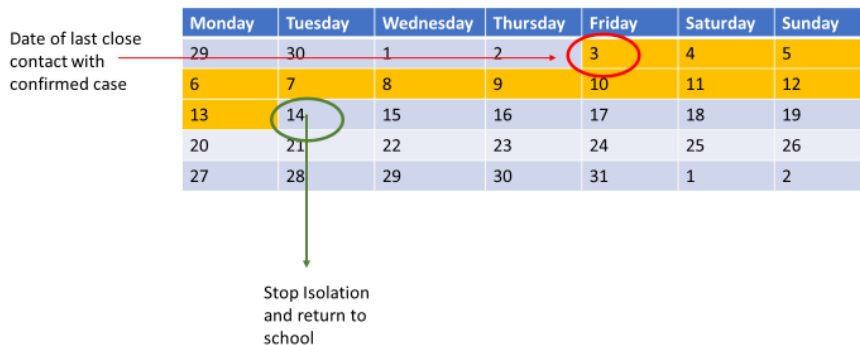 Monday Tuesday Wednesday Thursday Friday Saturday Sunday
Date of last close
contact with
confirmed case
29 30 1 2 3 4 5
6 7 8 9 10 11 12
13 14 15 16 17 18 19
20 21 22 23 24 25 26
27 28 29 30 31 1 2
Stop Isolation
and return to
school